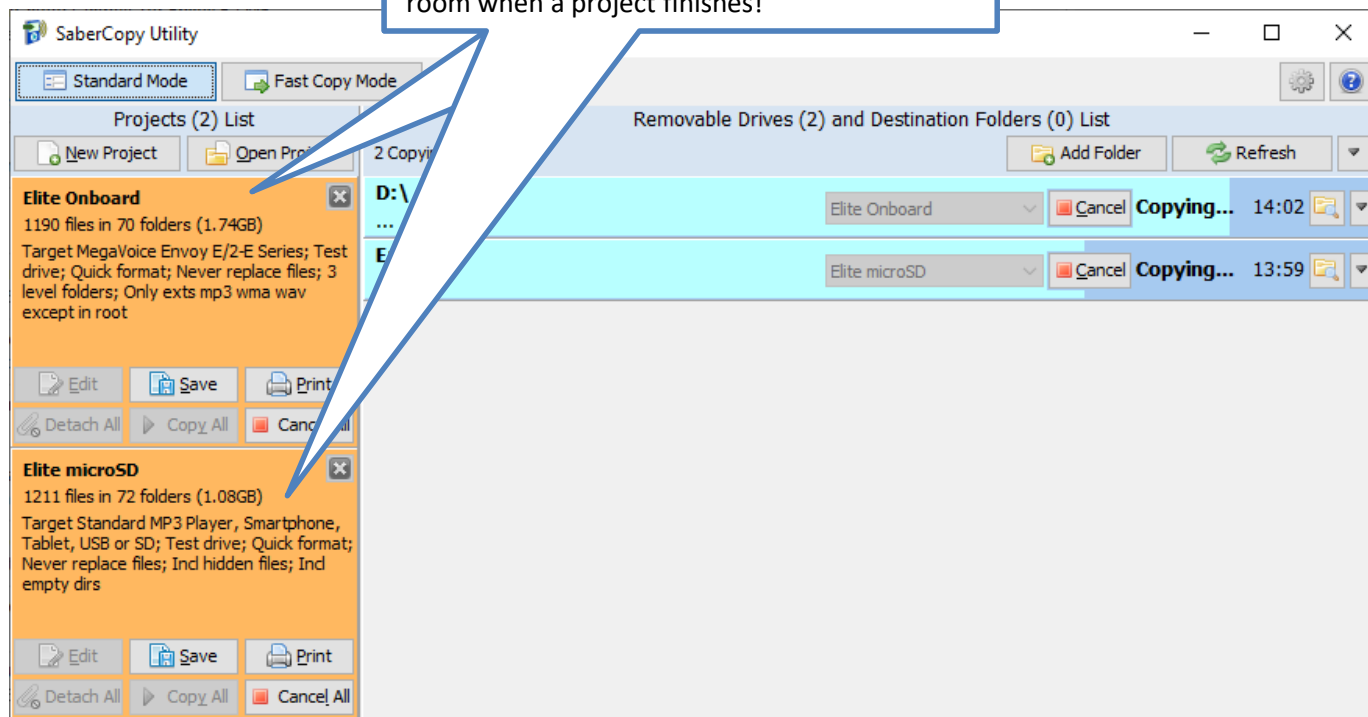 room when a project finishes!
SaberCopy Utility
Standard Mode
Fast Copy Mode
Projects (2) List
Removable Drives (2) and Destination Folders (0) List
New Project
Open
2
Add Folder
Refresh
Elite Onboard
1190 files in 70 folders (1.74GB)
Target MegaVoice Envoy E/2-E Series; Test
drive; Quick format; Never replace files; 3
level folders; Only exts mp3 wma wav
except in root
Edit
Save
Print
Detach All
Copy All
Cancel All
D:\
...
Elite Onboard
Cancel
Copying...
14:02
E
Elite microSD
Cancel
Copying...
13:59
Elite microSD
1211 files in 72 folders (1.08GB)
Target Standard MP3 Player, Smartphone,
Tablet, USB or SD; Test drive; Quick format;
Never replace files; Incl hidden files; Incl
empty dirs
Edit
Save
Print
Detach All
Copy All
Cancel All